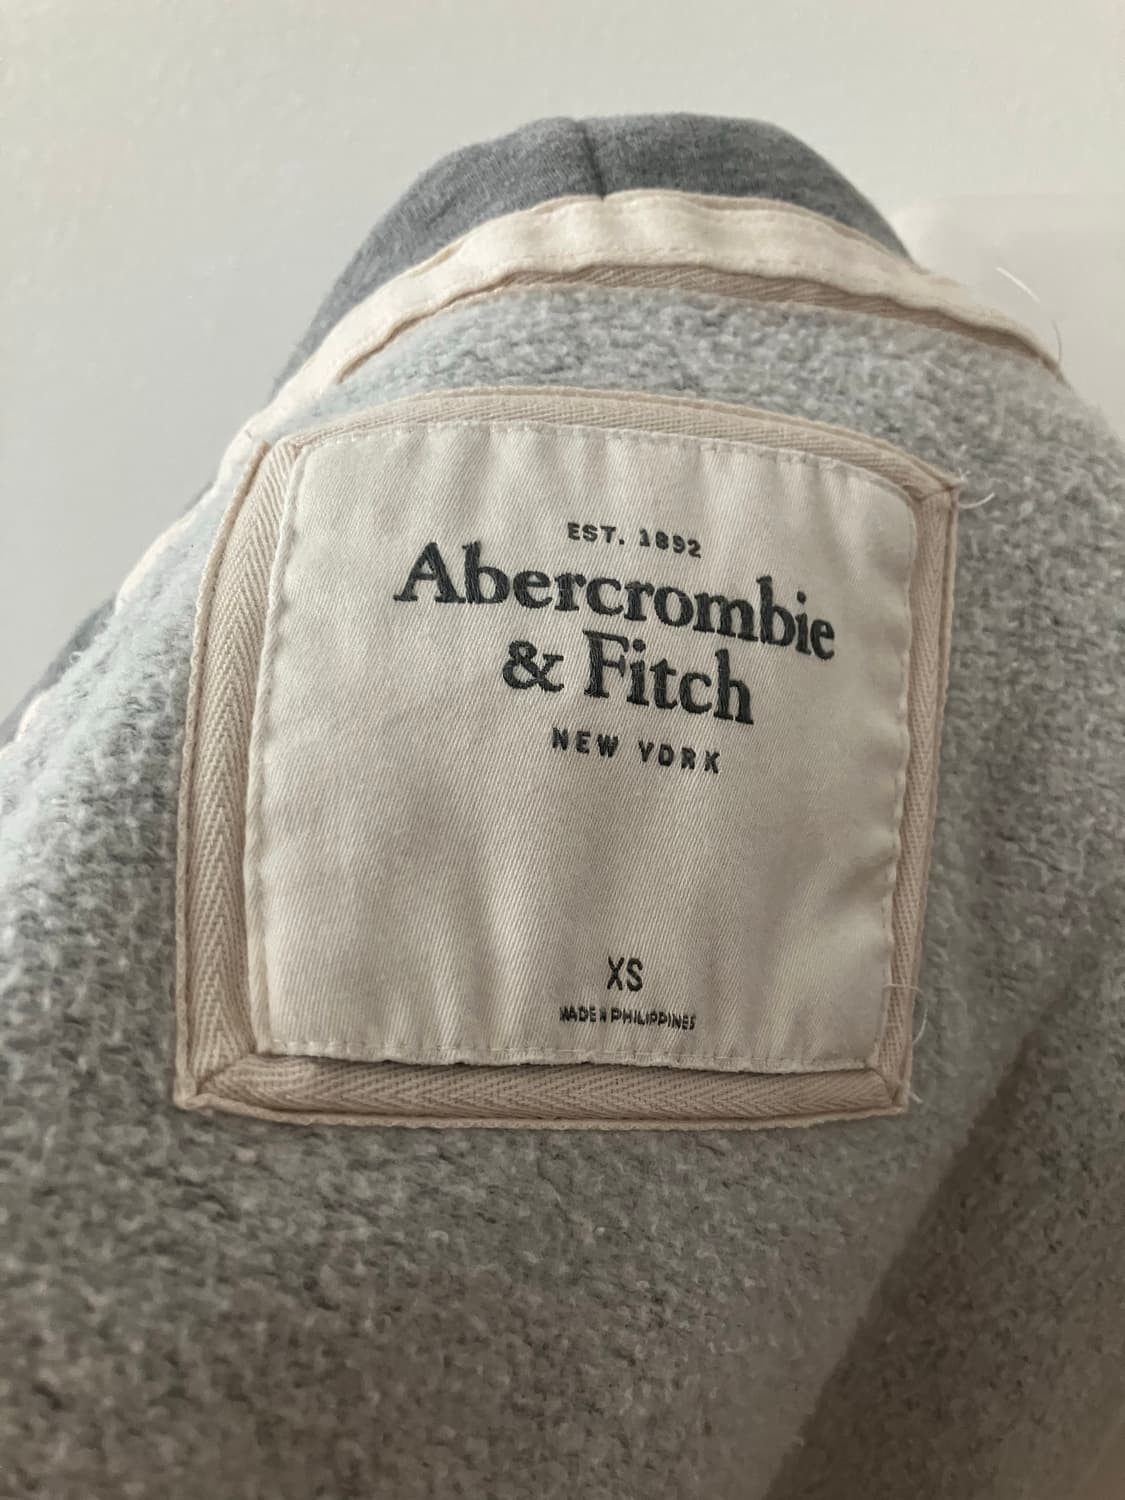 EST. 1892
Abercrombie
& Fitch
NEW YORK
XS
MADE IN PHILIPPINES